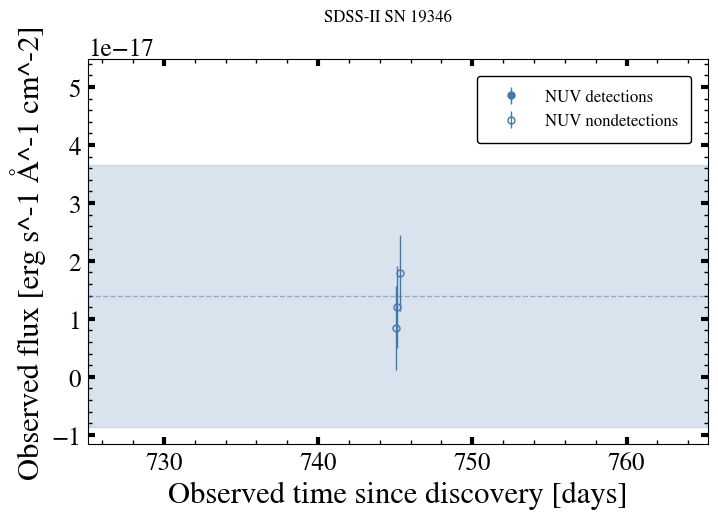 SDSS-II SN 19346
1e−17
Observed flux [erg s^-1 Å^-1 cm^-2]
5
4
3
2
1
0
−1
NUV detections
NUV nondetections
730 740 750 760
Observed time since discovery [days]